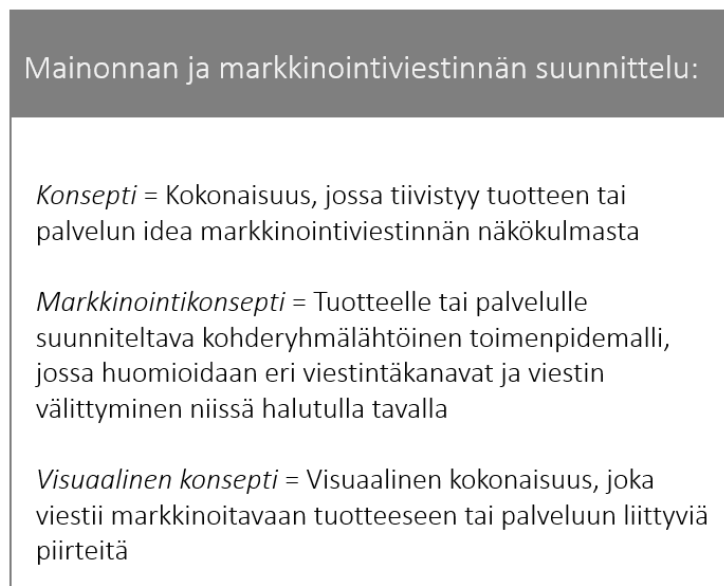 Mainonnan ja markkinointiviestinnän suunnittelu:
Konsepti = Kokonaisuus, jossa tiivistyy tuotteen tai
palvelun idea markkinointiviestinnän näkökulmasta
Markkinointikonsepti = Tuotteelle tai palvelulle
suunniteltava kohderyhmälähtöinen toimenpidemalli,
jossa huomioidaan eri viestintäkanavat ja viestin
välittyminen niissä halutulla tavalla
Visuaalinen konsepti = Visuaalinen kokonaisuus, joka
viestii markkinoitavaan tuotteeseen tai palveluun liittyviä
piirteitä